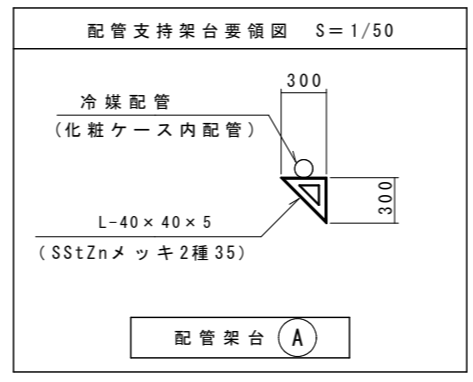 配管支持架台要領図 S＝1/50
300
冷媒配管
(化粧ケース内配管)
300
L-40×40×5
(SStZnメッキ2種35)
配管架台 A